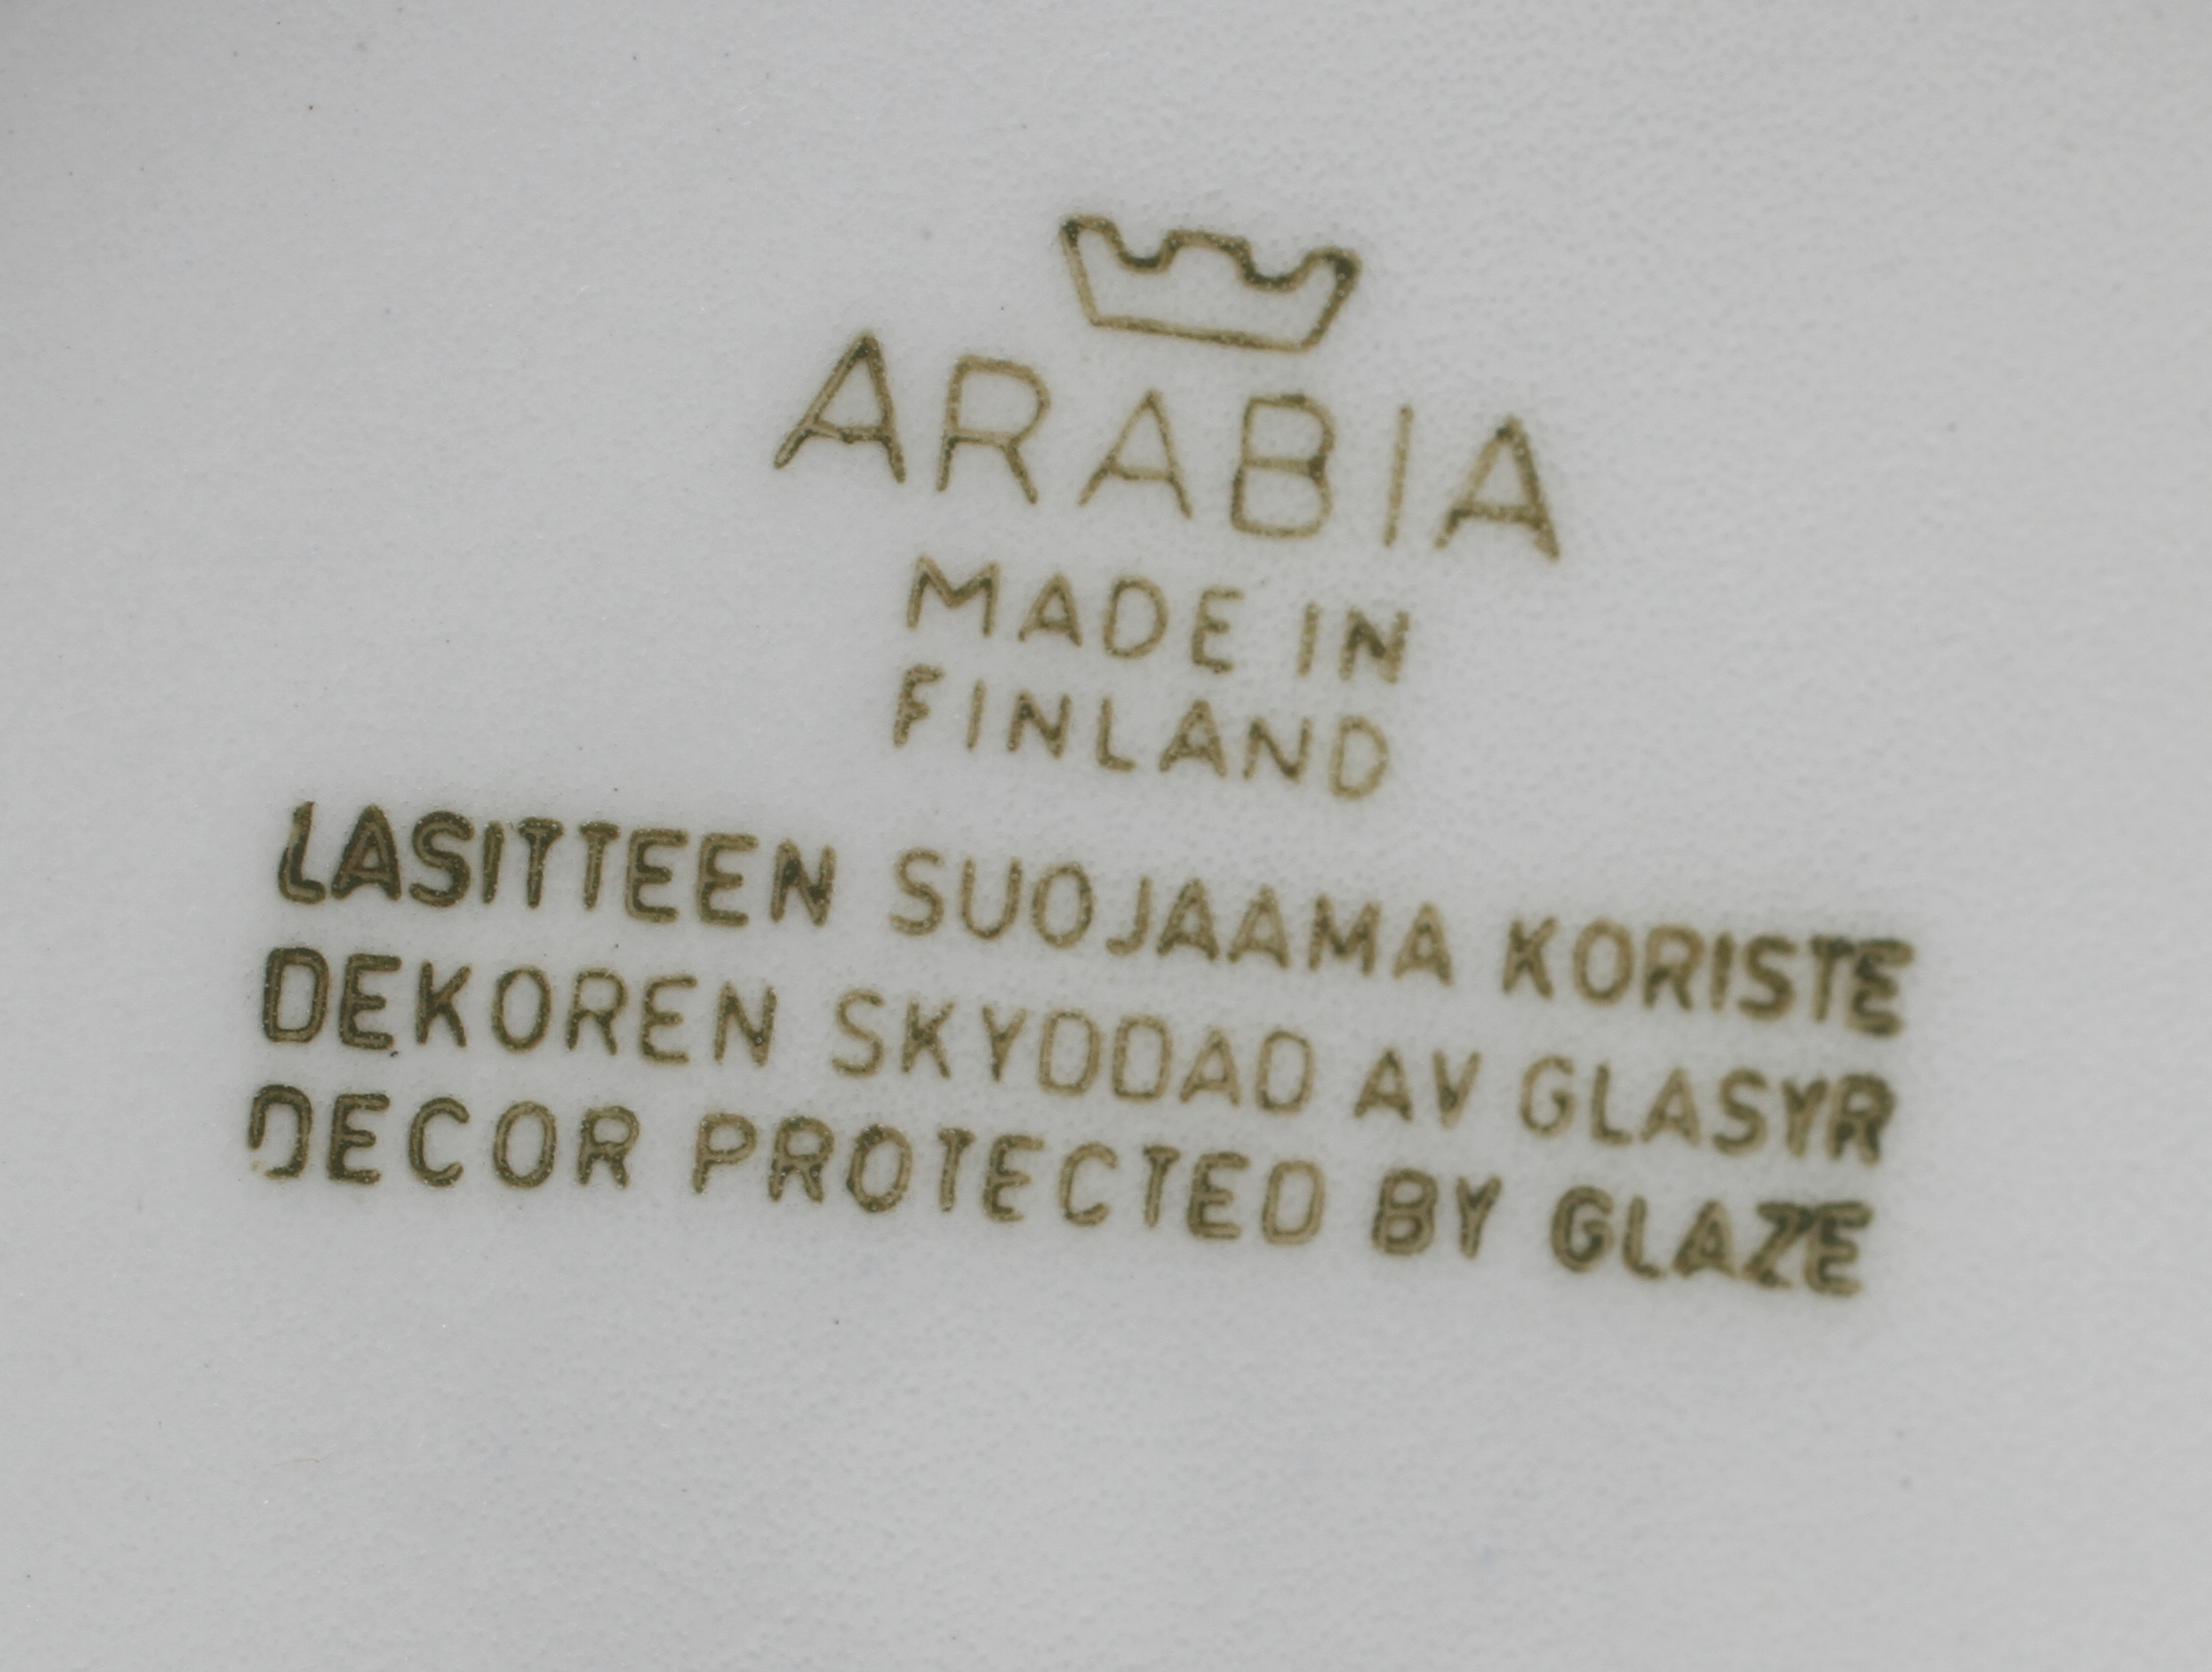 ARABIA
MADE IN
FINLAND
LASITTEEN SUOJAAMA KORISTE
DEKOREN SKYDDAD AV GLASYR
DECOR PROTECTED BY GLAZE